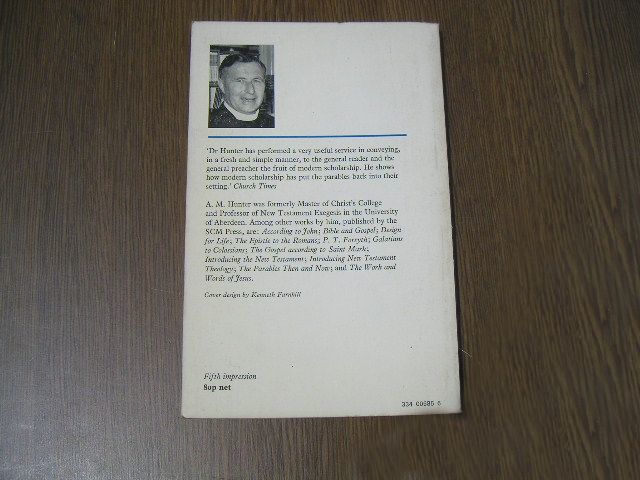 'Dr Hunter has performed a very useful service in conveying,
in a fresh and simple manner, to the general reader and the
general preacher the fruit of modern scholarship. He shows
how modern scholarship has put the parables back into their
setting.' Church Times
A. M. Hunter was formerly Master of Christ's College
and Professor of New Testament Exegesis in the University
of Aberdeen. Among other works by him, published by the
SCM Press, are: According to John; Bible and Gospel; Design
for Life; The Epistle to the Romans; P. T. Forsyth; Galatians
to Colossians; The Gospel according to Saint Mark;
Introducing the New Testament; Introducing New Testament
Theology; The Parables Then and Now; and The Work and
Words of Jesus.
Cover design by Kenneth Farnhill
Fifth impression
80p net
334